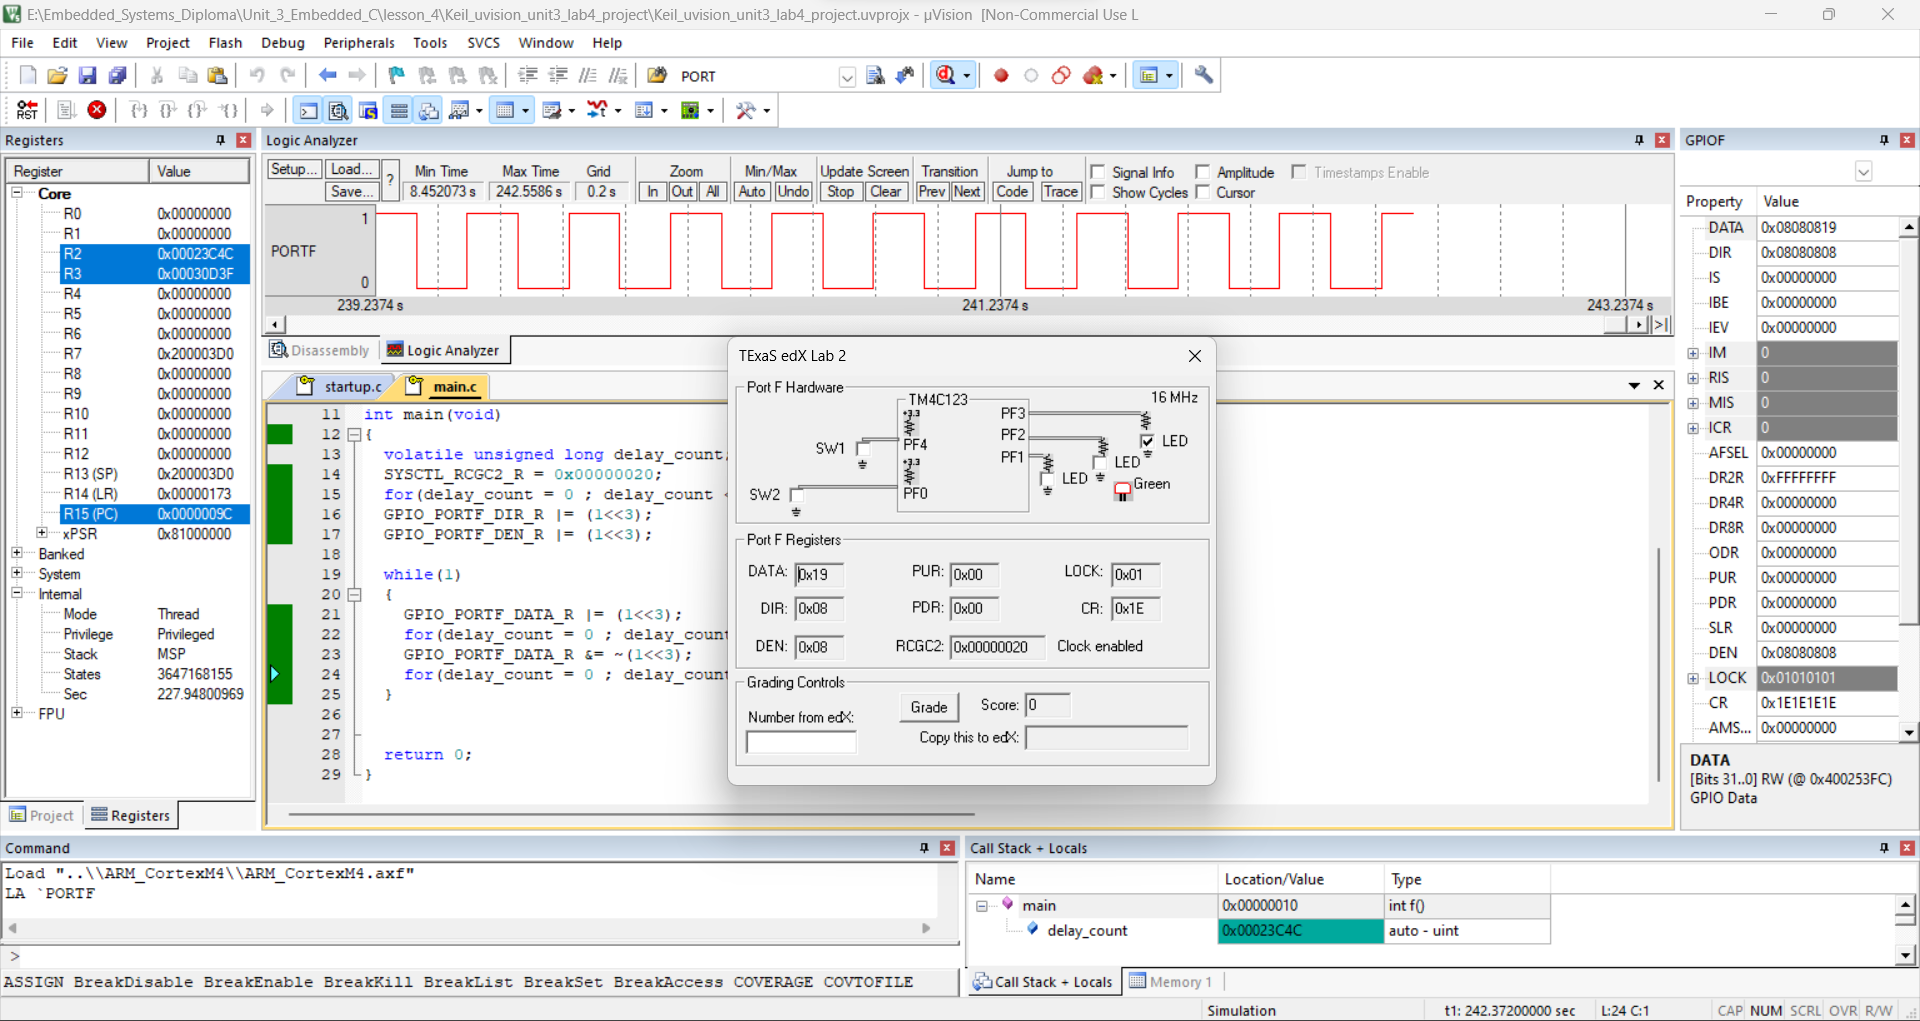 E:\Embedded_Systems_Diploma\Unit_3_Embedded_C\lesson_4\Keil_uvision_unit3_lab4_project\Keil_uvision_unit3_lab4_project.uvprojx - µVision [Non-Commercial Use L
File Edit View Project Flash Debug Peripherals Tools SVCS Window Help
PORT
RST
Registers
Register Value
Core
R0 0x00000000
R1 0x00000000
R2 0x00023C4C
R3 0x00030D3F
R4 0x00000000
R5 0x00000000
R6 0x00000000
R7 0x200003D0
R8 0x00000000
R9 0x00000000
R10 0x00000000
R11 0x00000000
R12 0x00000000
R13 (SP) 0x200003D0
R14 (LR) 0x00000173
R15 (PC) 0x0000009C
xPSR 0x81000000
Banked
System
Internal
Mode Thread
Privilege Privileged
Stack MSP
States 3647168155
Sec 227.94800969
FPU
Project Registers
Logic Analyzer
Setup... Load... Min Time Max Time Grid Zoom Min/Max Update Screen Transition Jump to Signal Info Amplitude Timestamps Enable
Save... ? 8.452073 s 242.5586 s 0.2 s In Out All Auto Undo Stop Clear Prev Next Code Trace Show Cycles Cursor
1
PORTF
0
239.2374 s 241.2374 s 243.2374 s
Disassembly Logic Analyzer
startup.c main.c
11 int main(void)
12 {
13 volatile unsigned long delay_count;
14 SYSCTL_RCGC2_R = 0x00000020;
15 for(delay_count = 0 ; delay_count <
16 GPIO_PORTF_DIR_R |= (1<<3);
17 GPIO_PORTF_DEN_R |= (1<<3);
18
19 while(1)
20 {
21 GPIO_PORTF_DATA_R |= (1<<3);
22 for(delay_count = 0 ; delay_count
23 GPIO_PORTF_DATA_R &= ~(1<<3);
24 for(delay_count = 0 ; delay_count
25 }
26
27
28 return 0;
29 }
TExaS edX Lab 2
Port F Hardware
TM4C123 16 MHz
+3.3 PF3
SW1 PF4 PF2 LED
+3.3 PF1 LED
SW2 PF0 LED Green
Port F Registers
DATA: 0x19 PUR: 0x00 LOCK: 0x01
DIR: 0x08 PDR: 0x00 CR: 0x1E
DEN: 0x08 RCGC2: 0x00000020 Clock enabled
Grading Controls
Number from edX: Grade Score: 0
Copy this to edX:
GPIOF
Property Value
DATA 0x08080819
DIR 0x08080808
IS 0x00000000
IBE 0x00000000
IEV 0x00000000
IM 0
RIS 0
MIS 0
ICR 0
AFSEL 0x00000000
DR2R 0xFFFFFFFF
DR4R 0x00000000
DR8R 0x00000000
ODR 0x00000000
PUR 0x00000000
PDR 0x00000000
SLR 0x00000000
DEN 0x08080808
LOCK 0x01010101
CR 0x1E1E1E1E
AMS... 0x00000000
DATA
[Bits 31..0] RW (@ 0x400253FC)
GPIO Data
Command
Load "..\\ARM_CortexM4\\ARM_CortexM4.axf"
LA `PORTF
>
ASSIGN BreakDisable BreakEnable BreakKill BreakList BreakSet BreakAccess COVERAGE COVTOFILE
Call Stack + Locals
Name Location/Value Type
main 0x00000010 int f()
delay_count 0x00023C4C auto - uint
Call Stack + Locals Memory 1
Simulation t1: 242.37200000 sec L:24 C:1 CAP NUM SCRL OVR R/W